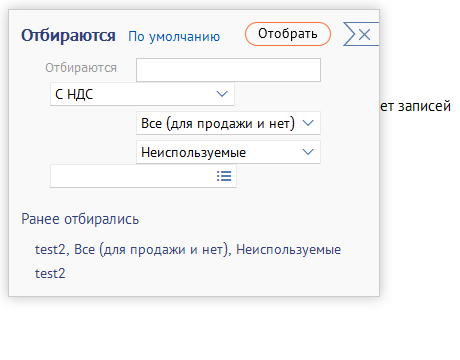 Отбираются По умолчанию Отобрать
Отбираются
С НДС
ет записей
Все (для продажи и нет)
Неиспользуемые
Ранее отбирались
test2, Все (для продажи и нет), Неиспользуемые
test2